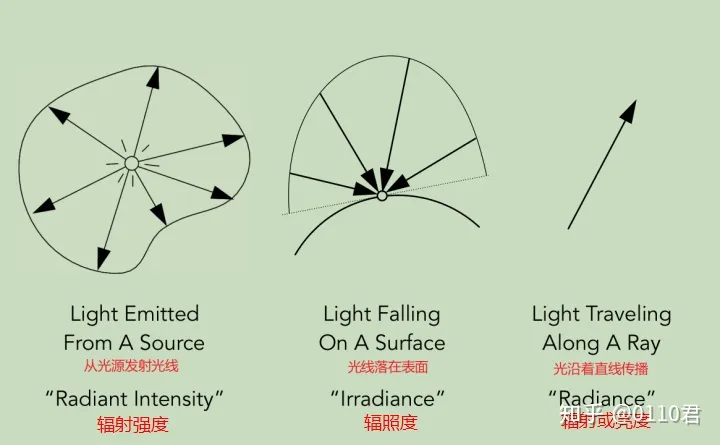 Light Emitted
From A Source
从光源发射光线
"Radiant Intensity"
辐射强度
Light Falling
On A Surface
光线落在表面
"Irradiance"
辐照度
Light Traveling
Along A Ray
光沿着直线传播
"Radiance"
辐射或亮度
知乎 @0110君